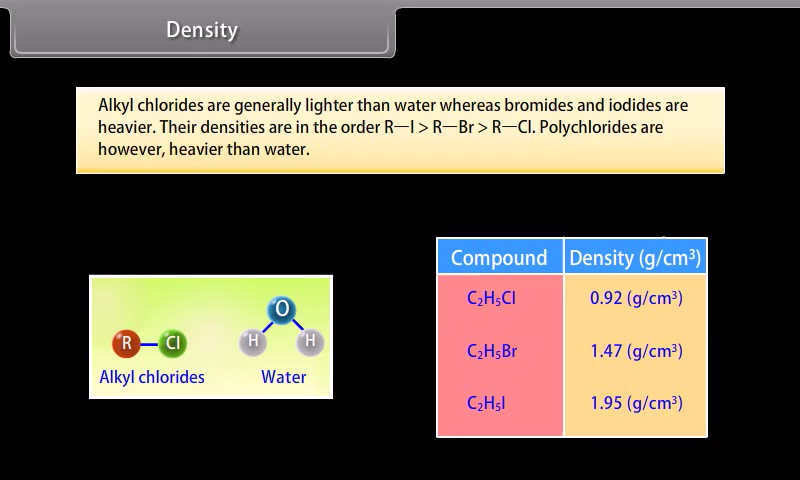 Density
Alkyl chlorides are generally lighter than water whereas bromides and iodides are
heavier. Their densities are in the order R—I > R—Br > R—Cl. Polychlorides are
however, heavier than water.
Compound Density (g/cm³)
C₂H₅Cl 0.92 (g/cm³)
C₂H₅Br 1.47 (g/cm³)
C₂H₅I 1.95 (g/cm³)
O
R Cl H H
Alkyl chlorides Water